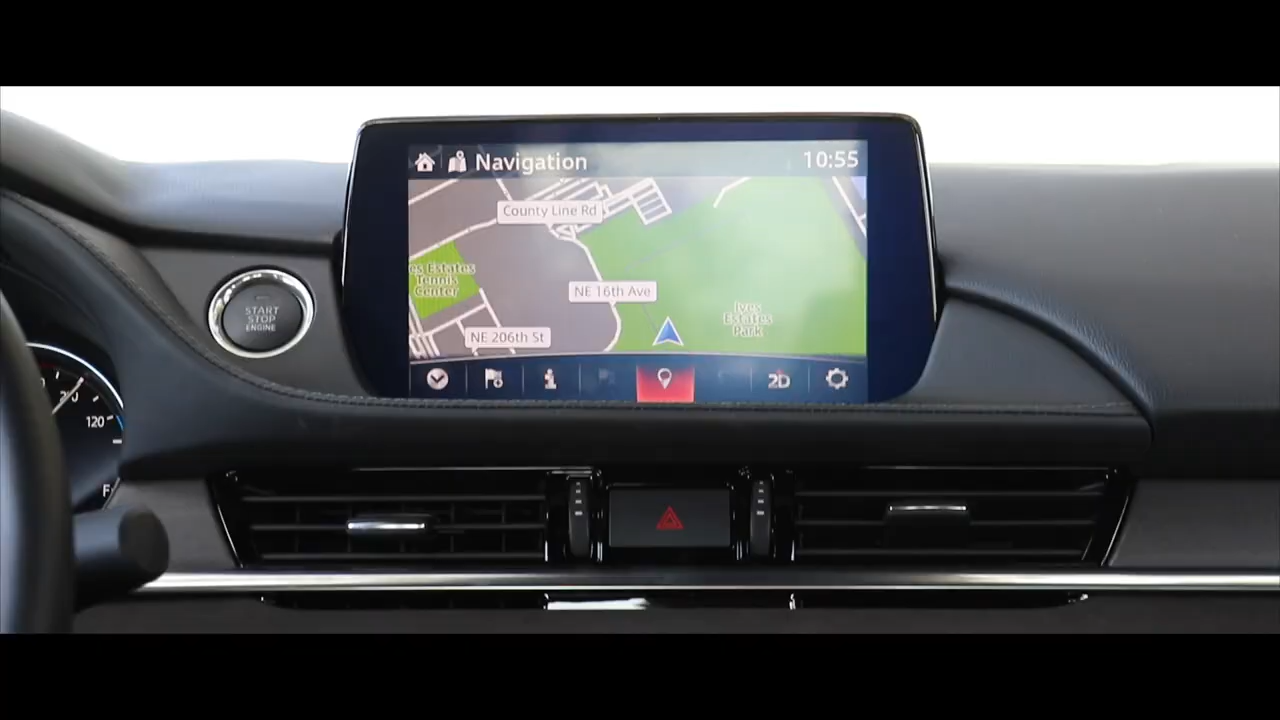 Navigation
10:55
County Line Rd
es Estates
Tennis
Center
NE 16th Ave
Ives
Estates
Park
NE 206th St
START
STOP
ENGINE
2D
120
F